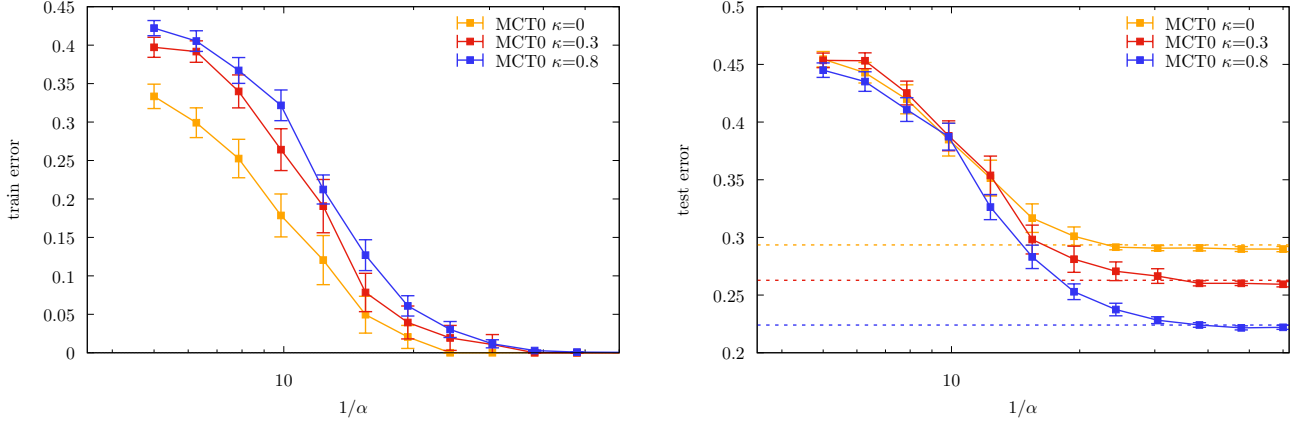 train error
0.45
0.4
0.35
0.3
0.25
0.2
0.15
0.1
0.05
0
10
1/α
MCT0 κ=0
MCT0 κ=0.3
MCT0 κ=0.8
test error
0.5
0.45
0.4
0.35
0.3
0.25
0.2
10
1/α
MCT0 κ=0
MCT0 κ=0.3
MCT0 κ=0.8